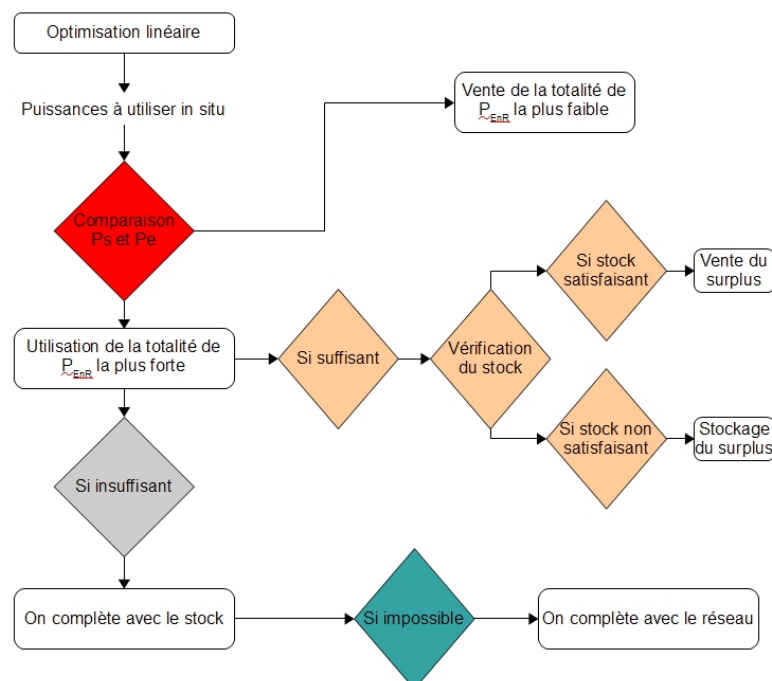 Optimisation linéaire
Puissances à utiliser in situ
Vente de la totalité de
P_EnR la plus faible
Comparaison
Ps et Pe
Si stock
satisfaisant
Vente du
surplus
Utilisation de la totalité de
P_EnR la plus forte
Si suffisant
Vérification
du stock
Si stock non
satisfaisant
Stockage
du surplus
Si insuffisant
On complète avec le stock
Si impossible
On complète avec le réseau